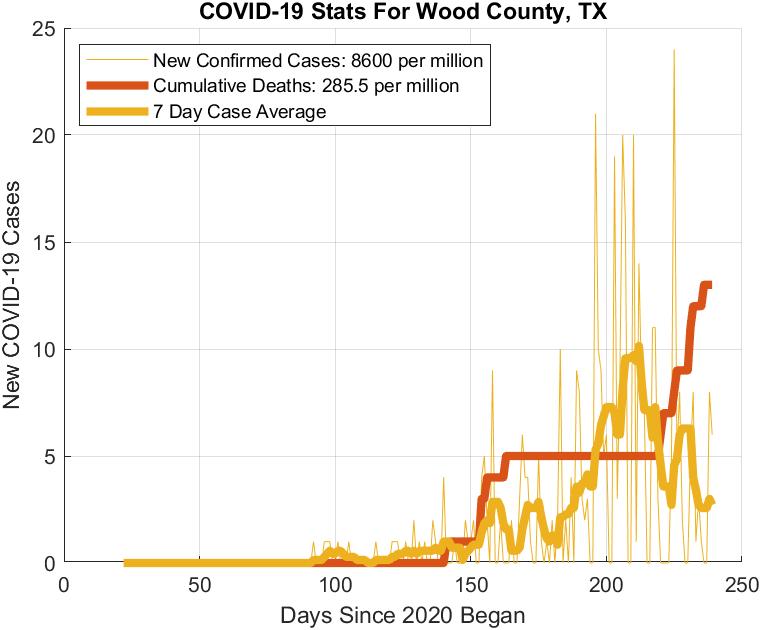 COVID-19 Stats For Wood County, TX
25
New Confirmed Cases: 8600 per million
Cumulative Deaths: 285.5 per million
7 Day Case Average
20
15
10
5
0
New COVID-19 Cases
0 50 100 150 200 250
Days Since 2020 Began